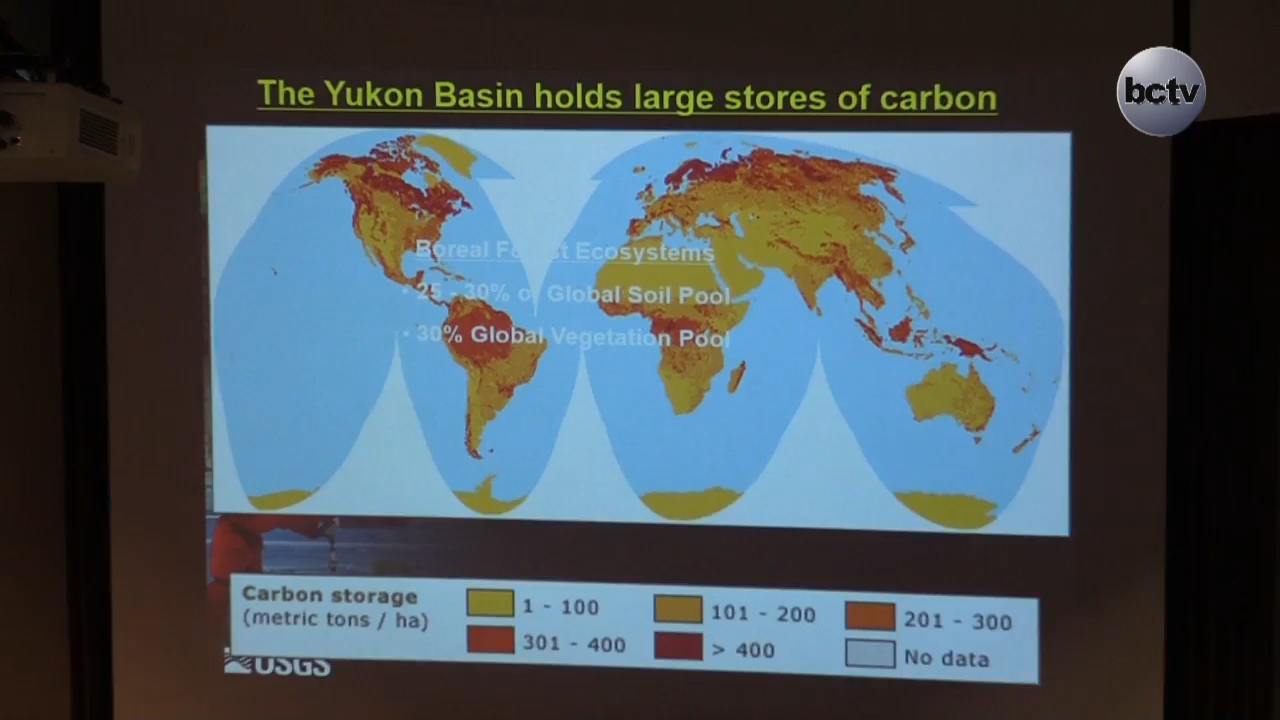 The Yukon Basin holds large stores of carbon
bctv
Boreal Fo st Ecosystems
• 25 - 30% of Global Soil Pool
• 30% Global Vegetation Pool
Carbon storage
(metric tons / ha)
1 - 100
101 - 200
201 - 300
301 - 400
> 400
No data
USGS